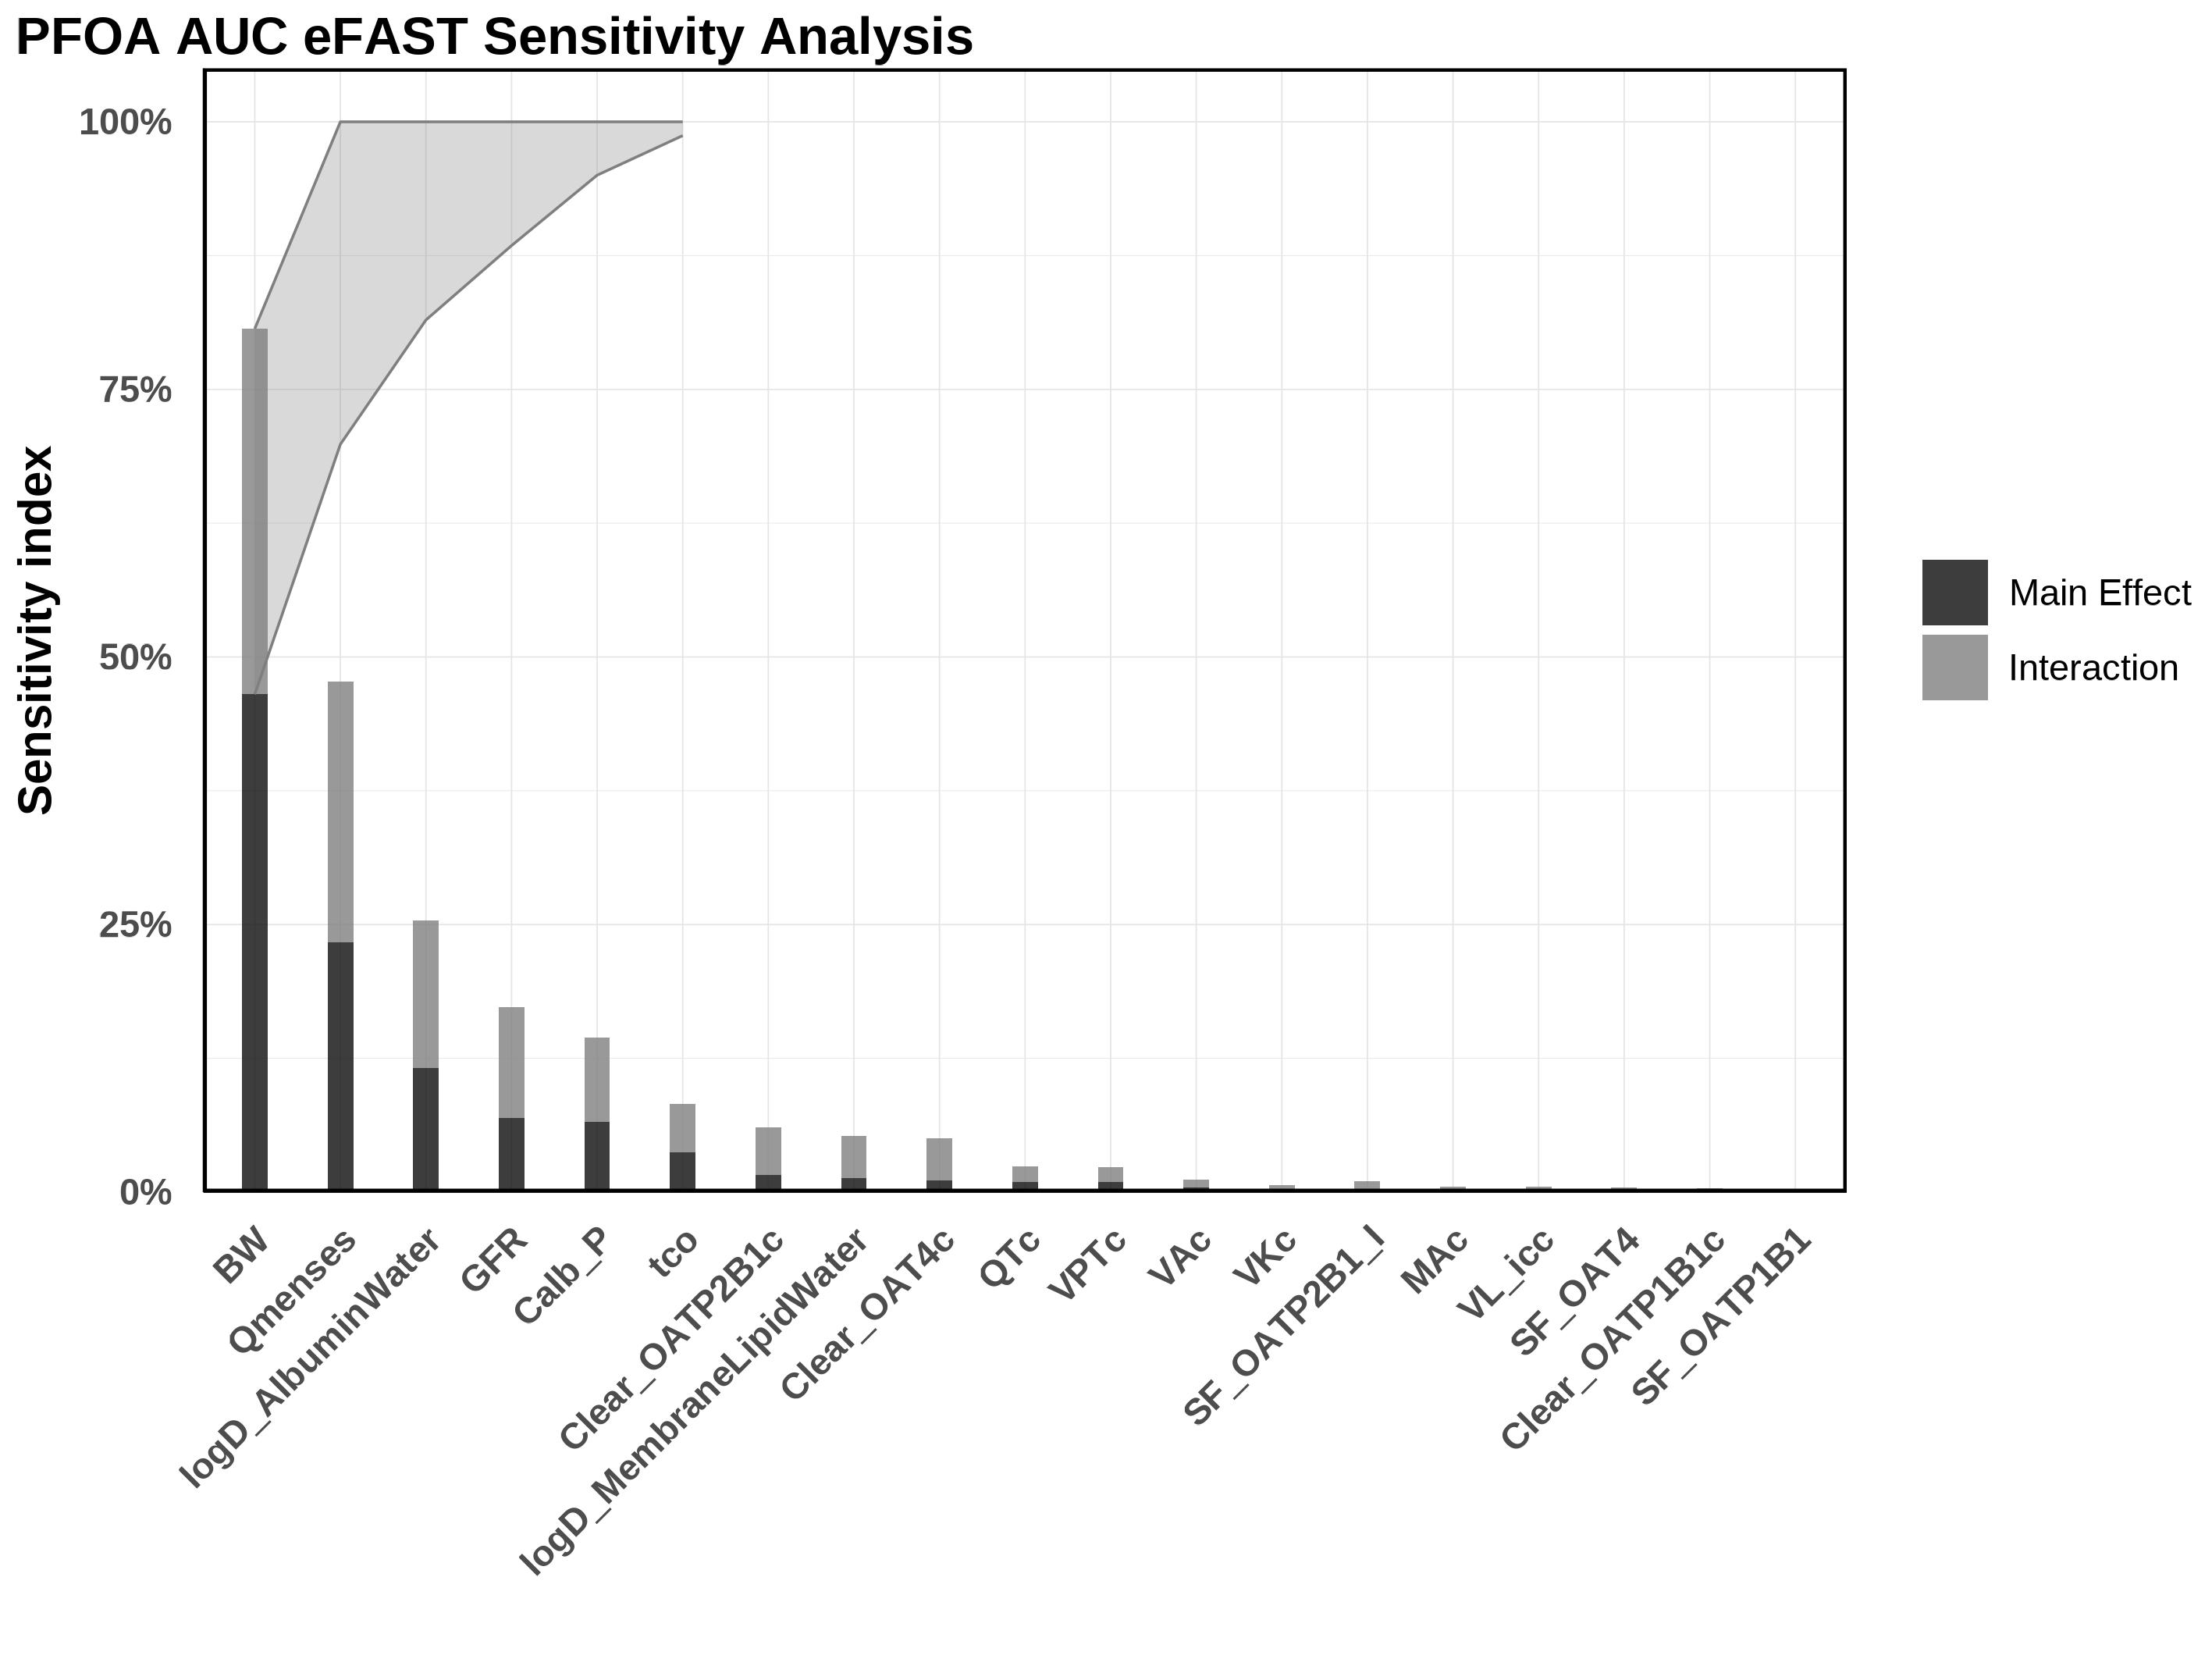 PFOA AUC eFAST Sensitivity Analysis
Sensitivity index
100%
75%
50%
25%
0%
BW
Qmenses
logD_AlbuminWater
GFR
Calb_P
tco
Clear_OATP2B1c
logD_MembraneLipidWater
Clear_OAT4c
QTc
VPTc
VAc
VKc
SF_OATP2B1_l
MAc
VL_icc
SF_OAT4
Clear_OATP1B1c
SF_OATP1B1
Main Effect
Interaction